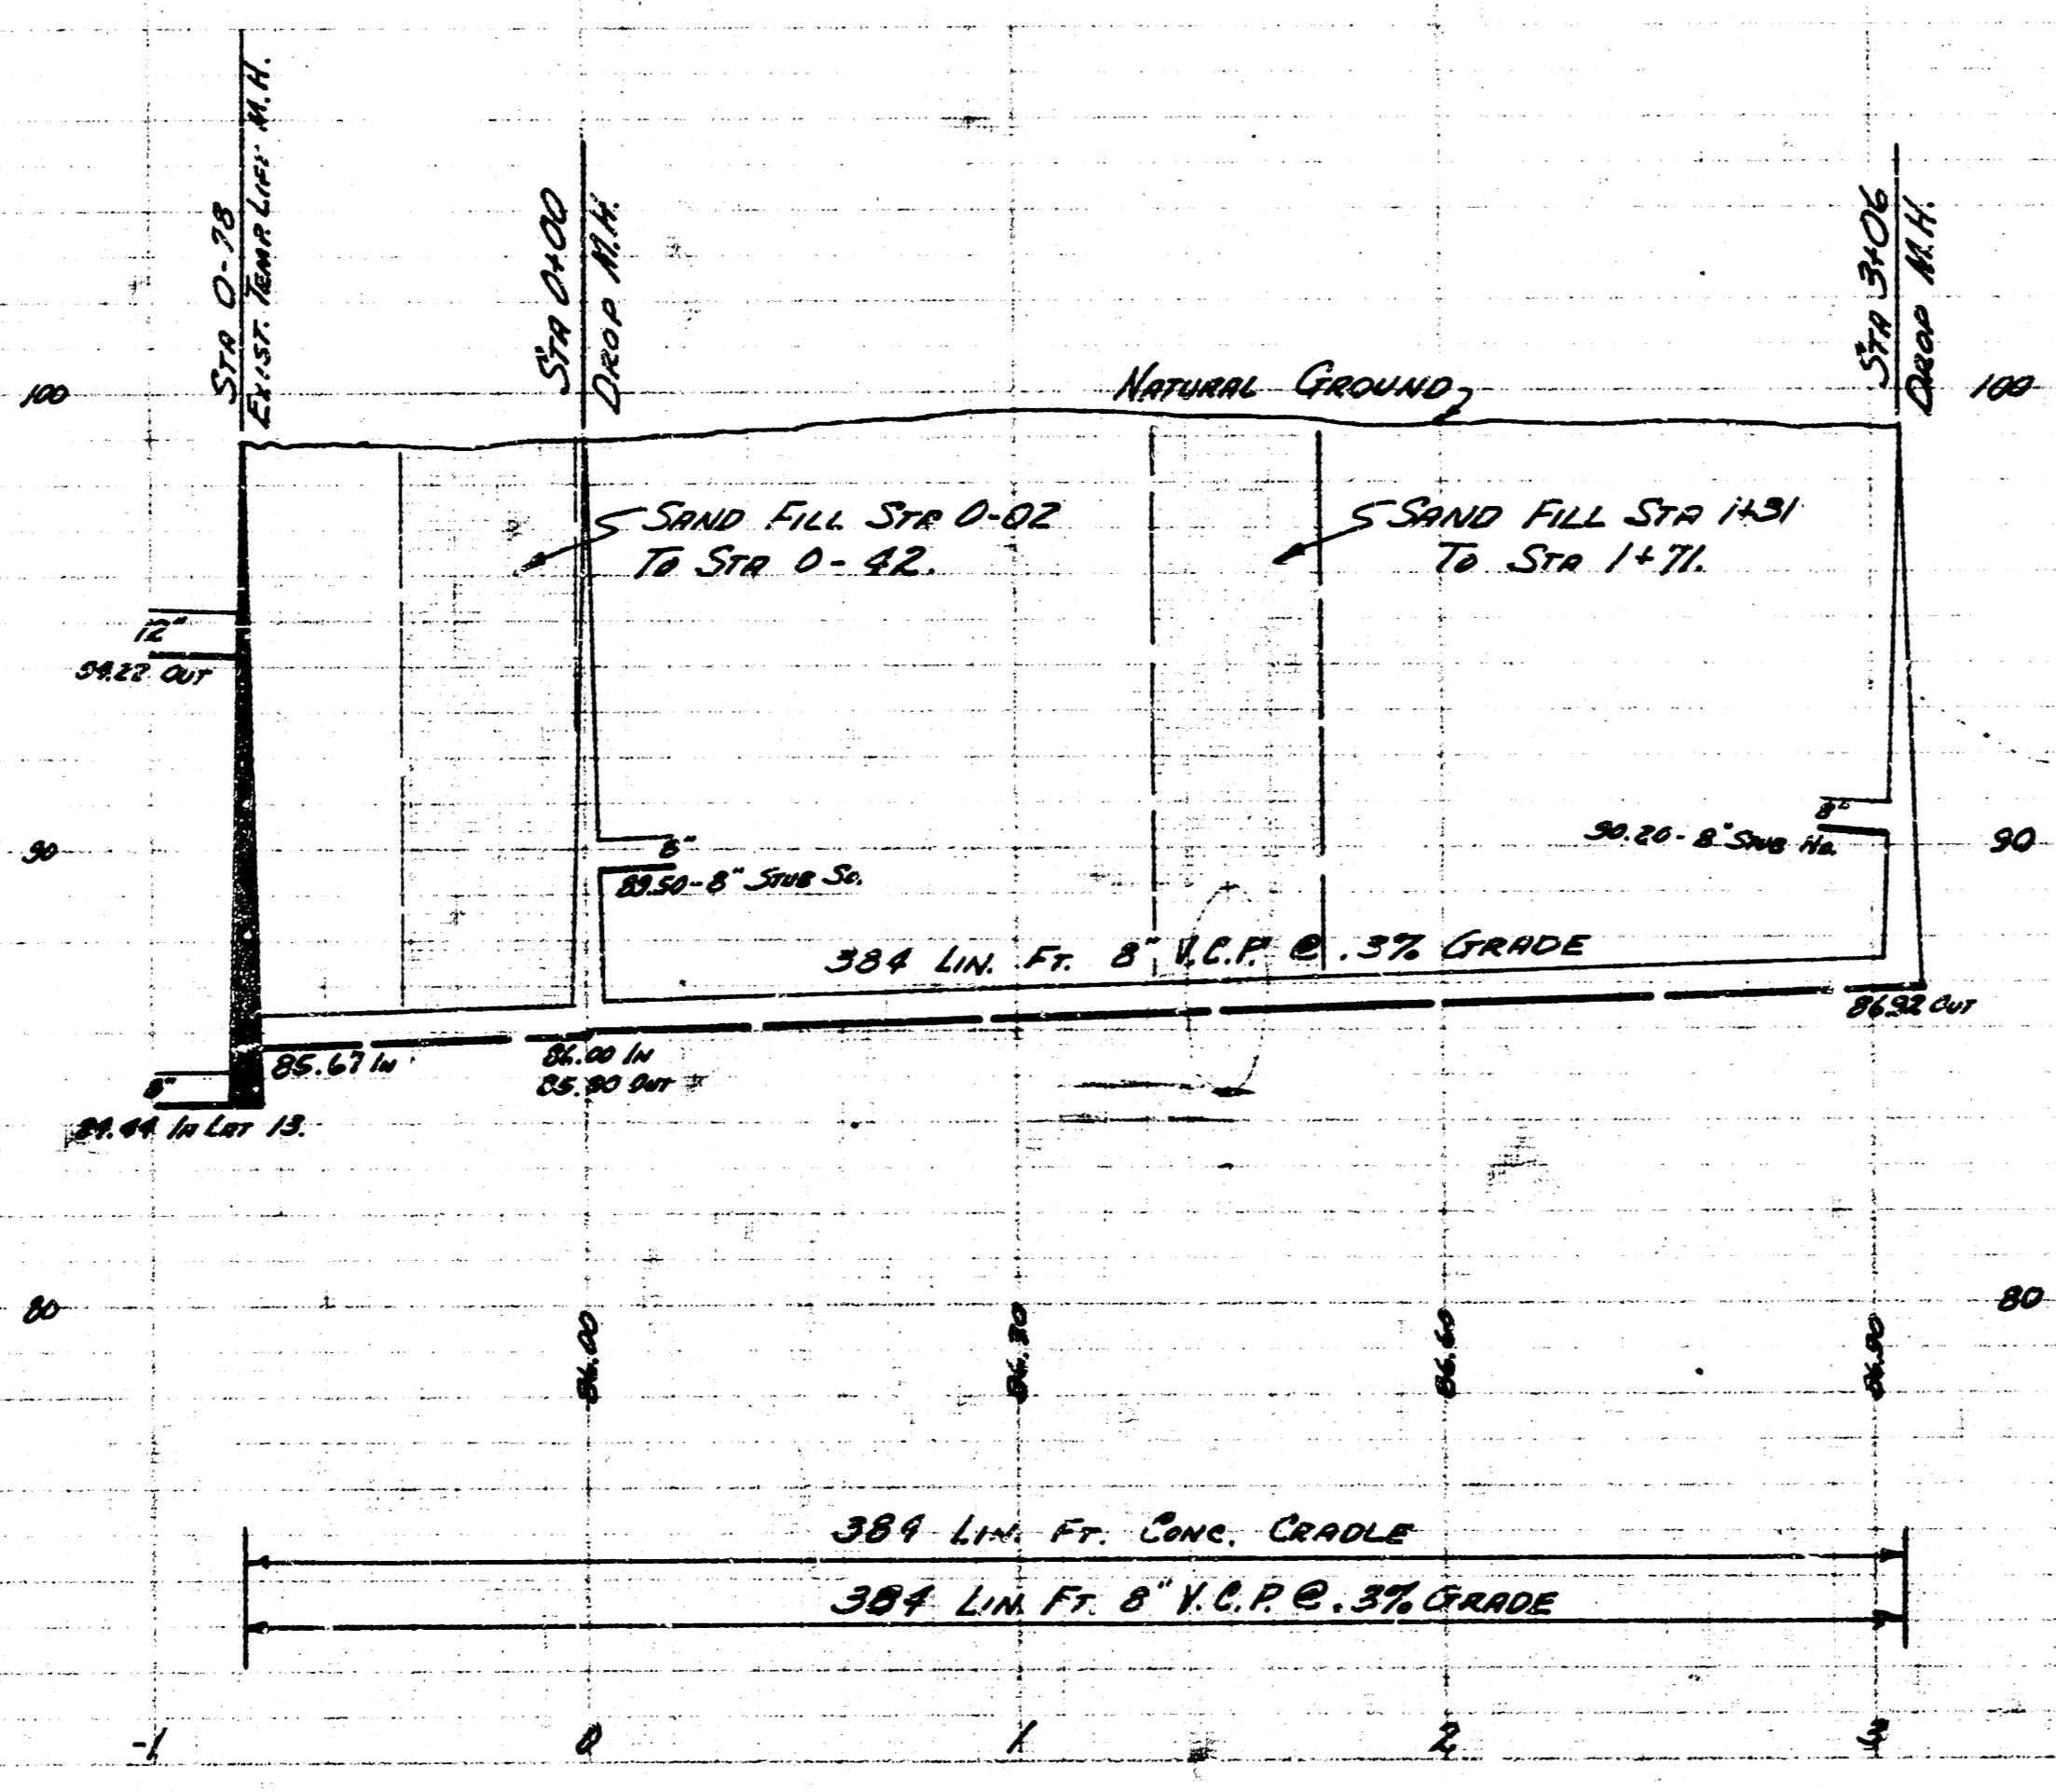 STA 0-78
EXIST. TEMP. LIFT M.H.
STA 0+00
DROP M.H.
STA 3+06
DROP M.H.
100
NATURAL GROUND
100
SAND FILL STA 0-02
TO STA 0-42.
SAND FILL STA 1+31
TO STA 1+71.
12"
94.22 OUT
90
8"
89.50-8" STUB SO.
8"
90.20-8" STUB NO.
90
384 LIN. FT. 8" V.C.P. @ .3% GRADE
86.92 OUT
85.67 IN
86.00 IN
85.90 OUT
8"
84.44 IN LAT 13.
80
80
86.00
86.30
86.60
86.90
384 LIN. FT. CONC. CRADLE
384 LIN. FT. 8" V.C.P. @ .3% GRADE
-1
0
1
2
3